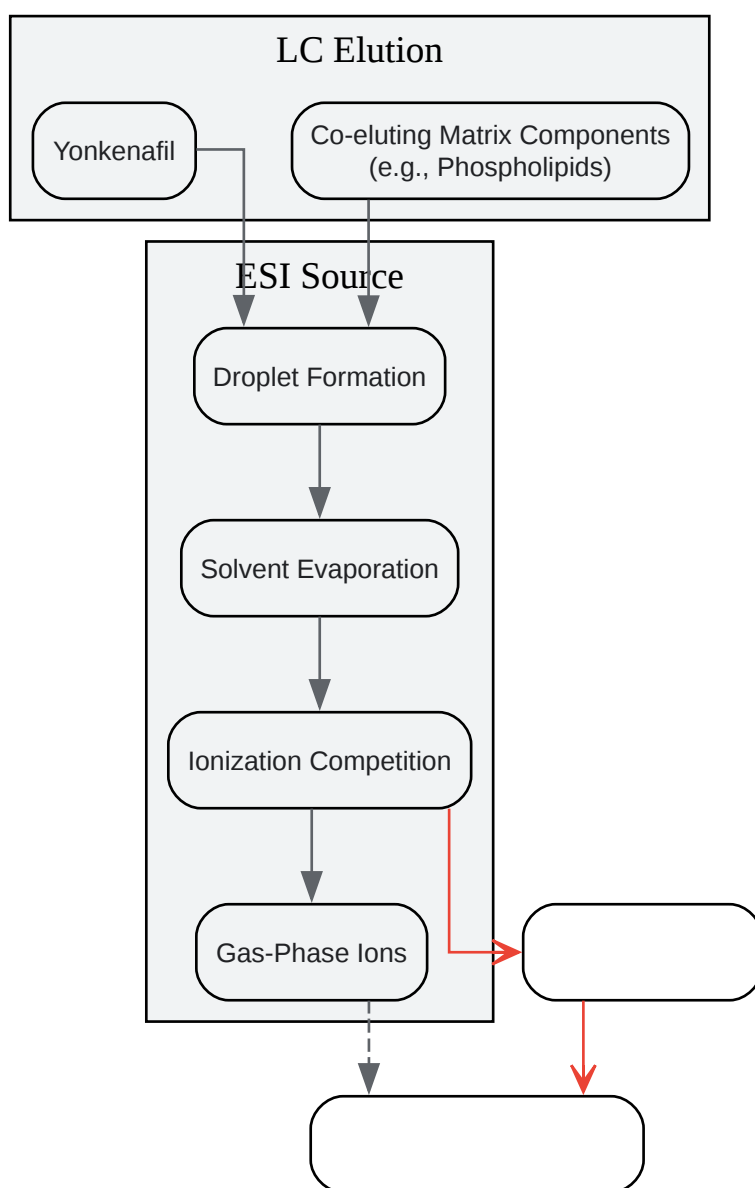 LC Elution
Yonkenafil
Co-eluting Matrix Components
(e.g., Phospholipids)
ESI Source
Droplet Formation
Solvent Evaporation
Ionization Competition
Gas-Phase Ions